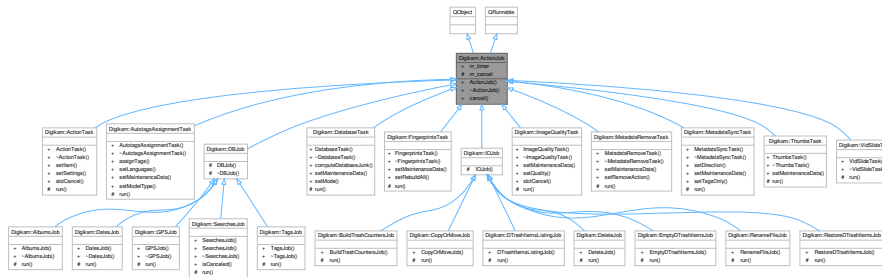 QObject
QRunnable
Digikam::ActionJob
+ m_timer
# m_cancel
+ ActionJob()
+ ~ActionJob()
+ cancel()
Digikam::ActionTask
+ ActionTask()
+ ~ActionTask()
+ setItem()
+ setSettings()
+ slotCancel()
# run()
Digikam::AutotagsAssignmentTask
+ AutotagsAssignmentTask()
+ ~AutotagsAssignmentTask()
+ assignTags()
+ setLanguages()
+ setMaintenanceData()
+ setModelType()
# run()
Digikam::DBJob
# DBJob()
# ~DBJob()
Digikam::DatabaseTask
+ DatabaseTask()
+ ~DatabaseTask()
+ computeDatabaseJunk()
+ setMaintenanceData()
+ setMode()
# run()
Digikam::FingerprintsTask
+ FingerprintsTask()
+ ~FingerprintsTask()
+ setMaintenanceData()
+ setRebuildAll()
# run()
Digikam::IOJob
# IOJob()
Digikam::ImageQualityTask
+ ImageQualityTask()
+ ~ImageQualityTask()
+ setMaintenanceData()
+ setQuality()
+ slotCancel()
# run()
Digikam::MetadataRemoveTask
+ MetadataRemoveTask()
+ ~MetadataRemoveTask()
+ setMaintenanceData()
+ setRemoveAction()
# run()
Digikam::MetadataSyncTask
+ MetadataSyncTask()
+ ~MetadataSyncTask()
+ setDirection()
+ setMaintenanceData()
+ setTagsOnly()
# run()
Digikam::ThumbsTask
+ ThumbsTask()
+ ~ThumbsTask()
+ setMaintenanceData()
# run()
Digikam::VidSlideTask
+ VidSlideTask()
+ ~VidSlideTask()
# run()
Digikam::AlbumsJob
+ AlbumsJob()
+ ~AlbumsJob()
# run()
Digikam::DatesJob
+ DatesJob()
+ ~DatesJob()
# run()
Digikam::GPSJob
+ GPSJob()
+ ~GPSJob()
# run()
Digikam::SearchesJob
+ SearchesJob()
+ SearchesJob()
+ ~SearchesJob()
+ isCanceled()
# run()
Digikam::TagsJob
+ TagsJob()
+ ~TagsJob()
# run()
Digikam::BuildTrashCountersJob
+ BuildTrashCountersJob()
# run()
Digikam::CopyOrMoveJob
+ CopyOrMoveJob()
# run()
Digikam::DTrashItemsListingJob
+ DTrashItemsListingJob()
# run()
Digikam::DeleteJob
+ DeleteJob()
# run()
Digikam::EmptyDTrashItemsJob
+ EmptyDTrashItemsJob()
# run()
Digikam::RenameFileJob
+ RenameFileJob()
# run()
Digikam::RestoreDTrashItemsJob
+ RestoreDTrashItemsJob()
# run()